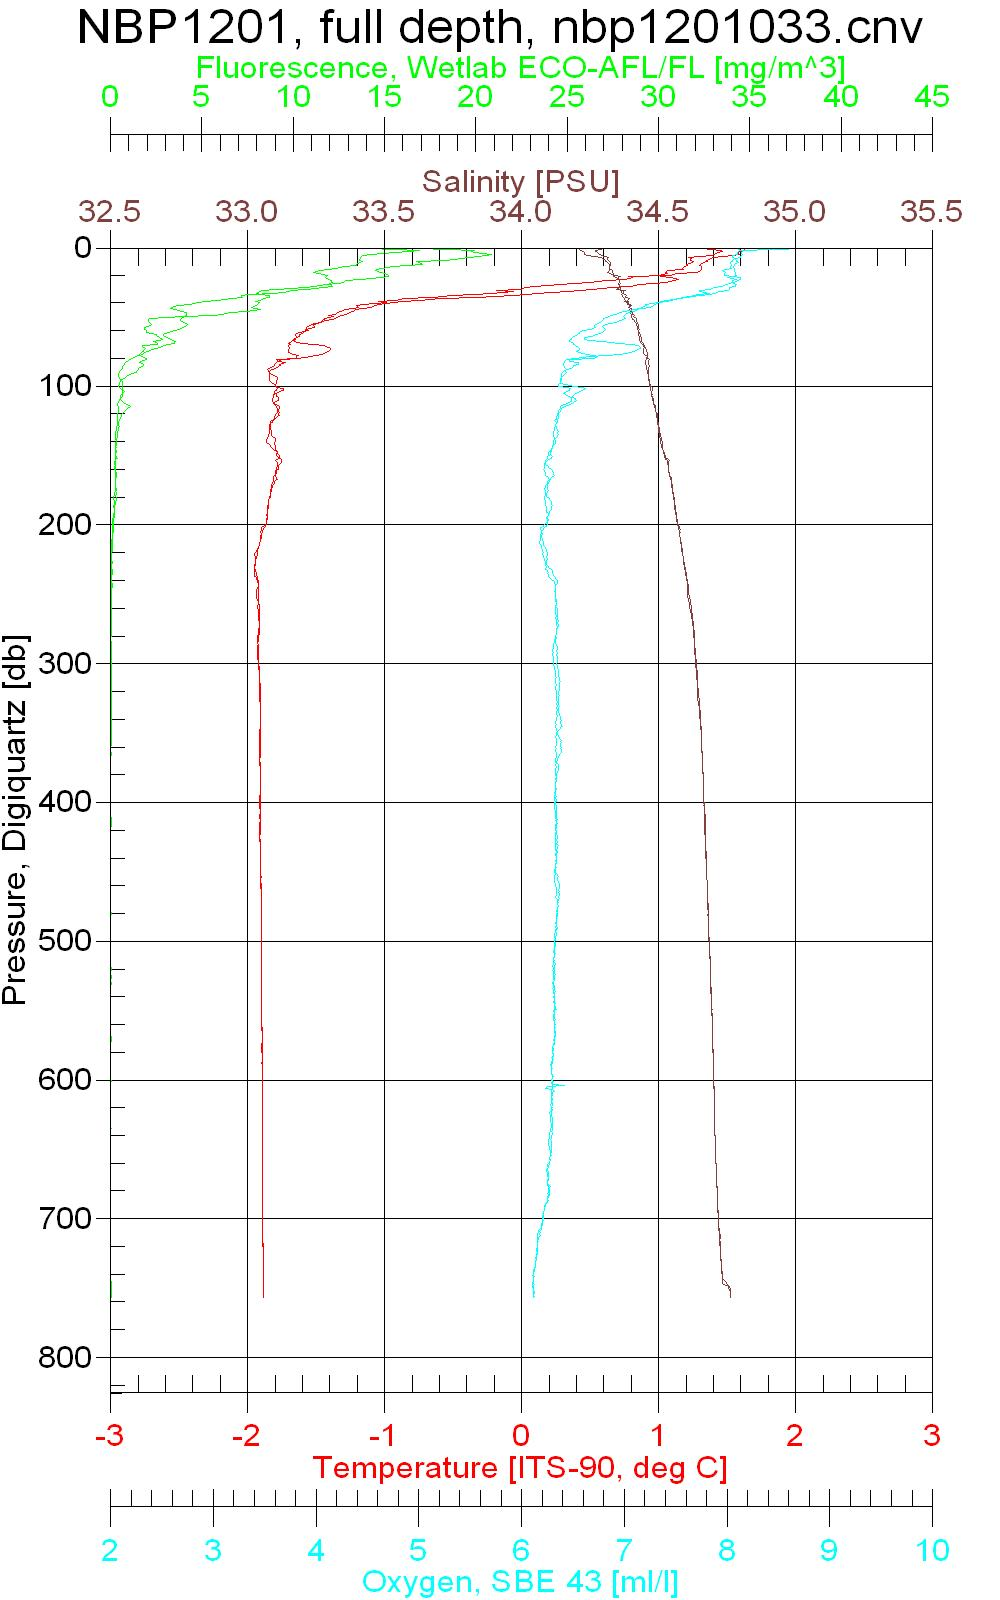 NBP1201, full depth, nbp1201033.cnv
Fluorescence, Wetlab ECO-AFL/FL [mg/m^3]
0 5 10 15 20 25 30 35 40 45
Salinity [PSU]
32.5 33.0 33.5 34.0 34.5 35.0 35.5
0
100
200
300
400
500
600
700
800
Pressure, Digiquartz [db]
-3 -2 -1 0 1 2 3
Temperature [ITS-90, deg C]
2 3 4 5 6 7 8 9 10
Oxygen, SBE 43 [ml/l]